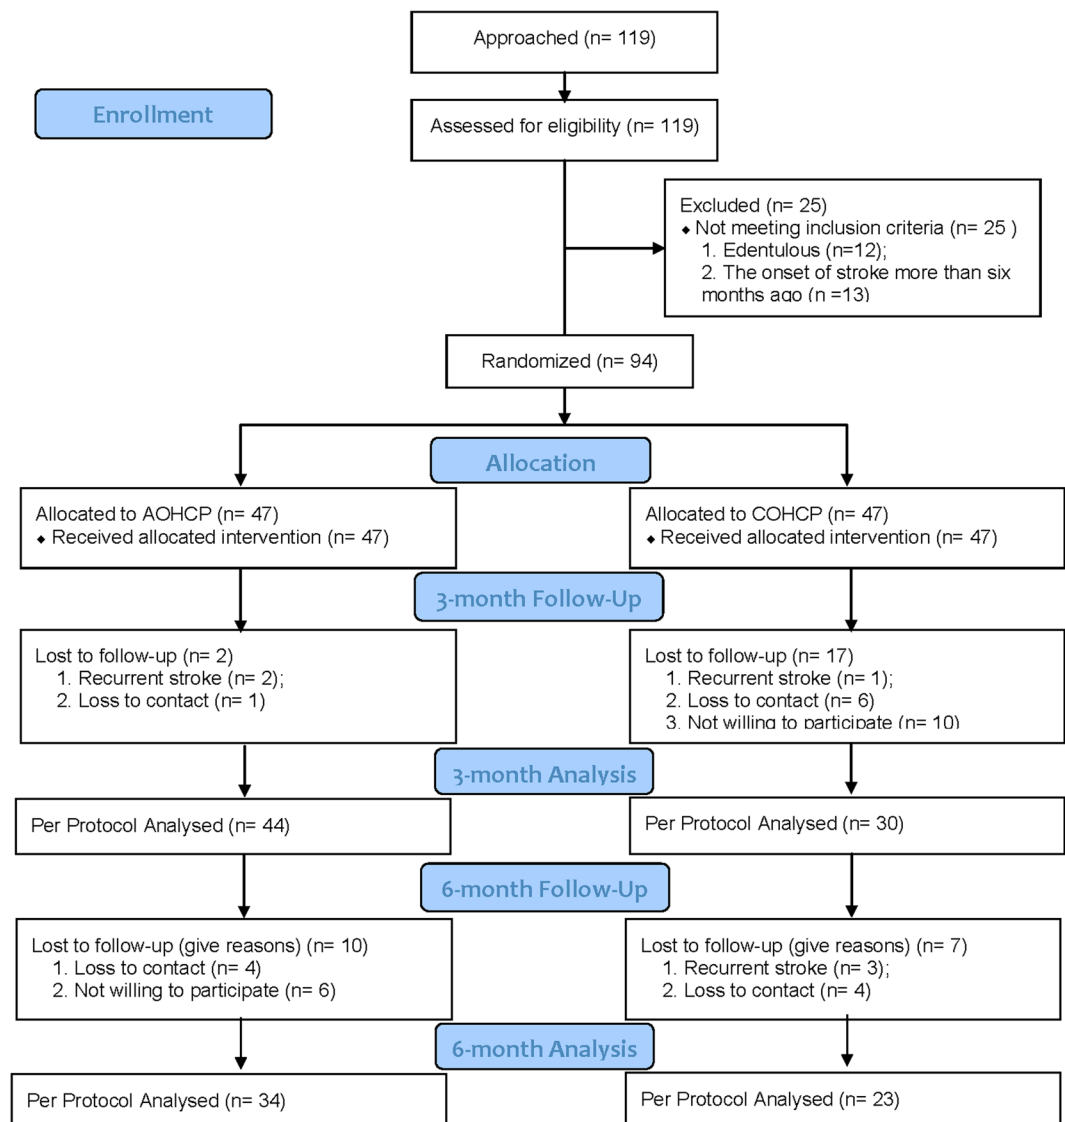 Approached (n= 119)
Enrollment
Assessed for eligibility (n= 119)
Excluded (n= 25)
⬥ Not meeting inclusion criteria (n= 25 )
1. Edentulous (n=12);
2. The onset of stroke more than six
months ago (n =13)
Randomized (n= 94)
Allocation
Allocated to AOHCP (n= 47)
⬥ Received allocated intervention (n= 47)
Allocated to COHCP (n= 47)
⬥ Received allocated intervention (n= 47)
3-month Follow-Up
Lost to follow-up (n= 2)
1. Recurrent stroke (n= 2);
2. Loss to contact (n= 1)
Lost to follow-up (n= 17)
1. Recurrent stroke (n= 1);
2. Loss to contact (n= 6)
3. Not willing to participate (n= 10)
3-month Analysis
Per Protocol Analysed (n= 44)
Per Protocol Analysed (n= 30)
6-month Follow-Up
Lost to follow-up (give reasons) (n= 10)
1. Loss to contact (n= 4)
2. Not willing to participate (n= 6)
Lost to follow-up (give reasons) (n= 7)
1. Recurrent stroke (n= 3);
2. Loss to contact (n= 4)
6-month Analysis
Per Protocol Analysed (n= 34)
Per Protocol Analysed (n= 23)